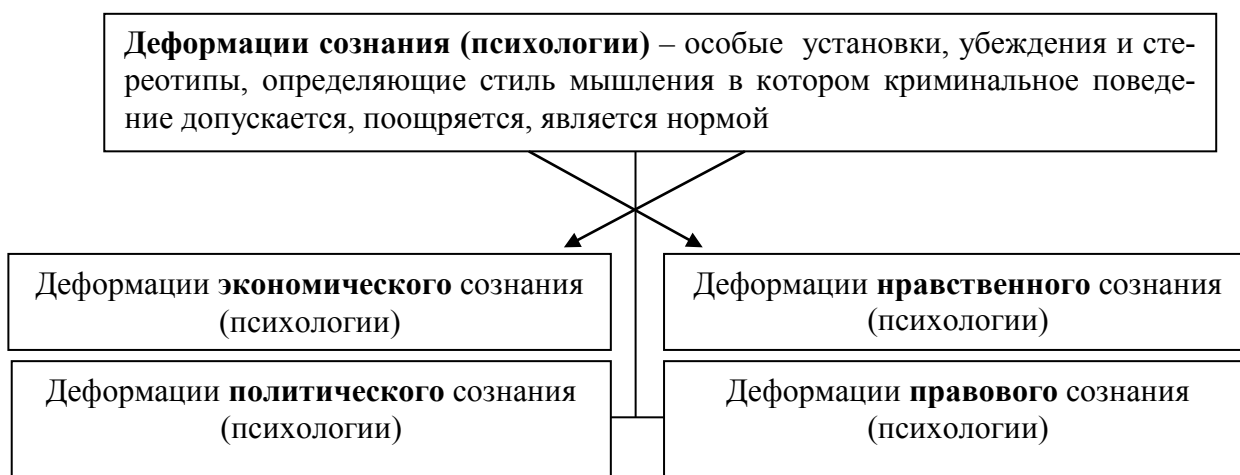 Деформации сознания (психологии) – особые установки, убеждения и сте-
реотипы, определяющие стиль мышления в котором криминальное поведе-
ние допускается, поощряется, является нормой
Деформации экономического сознания
(психологии)
Деформации нравственного сознания
(психологии)
Деформации политического сознания
(психологии)
Деформации правового сознания
(психологии)